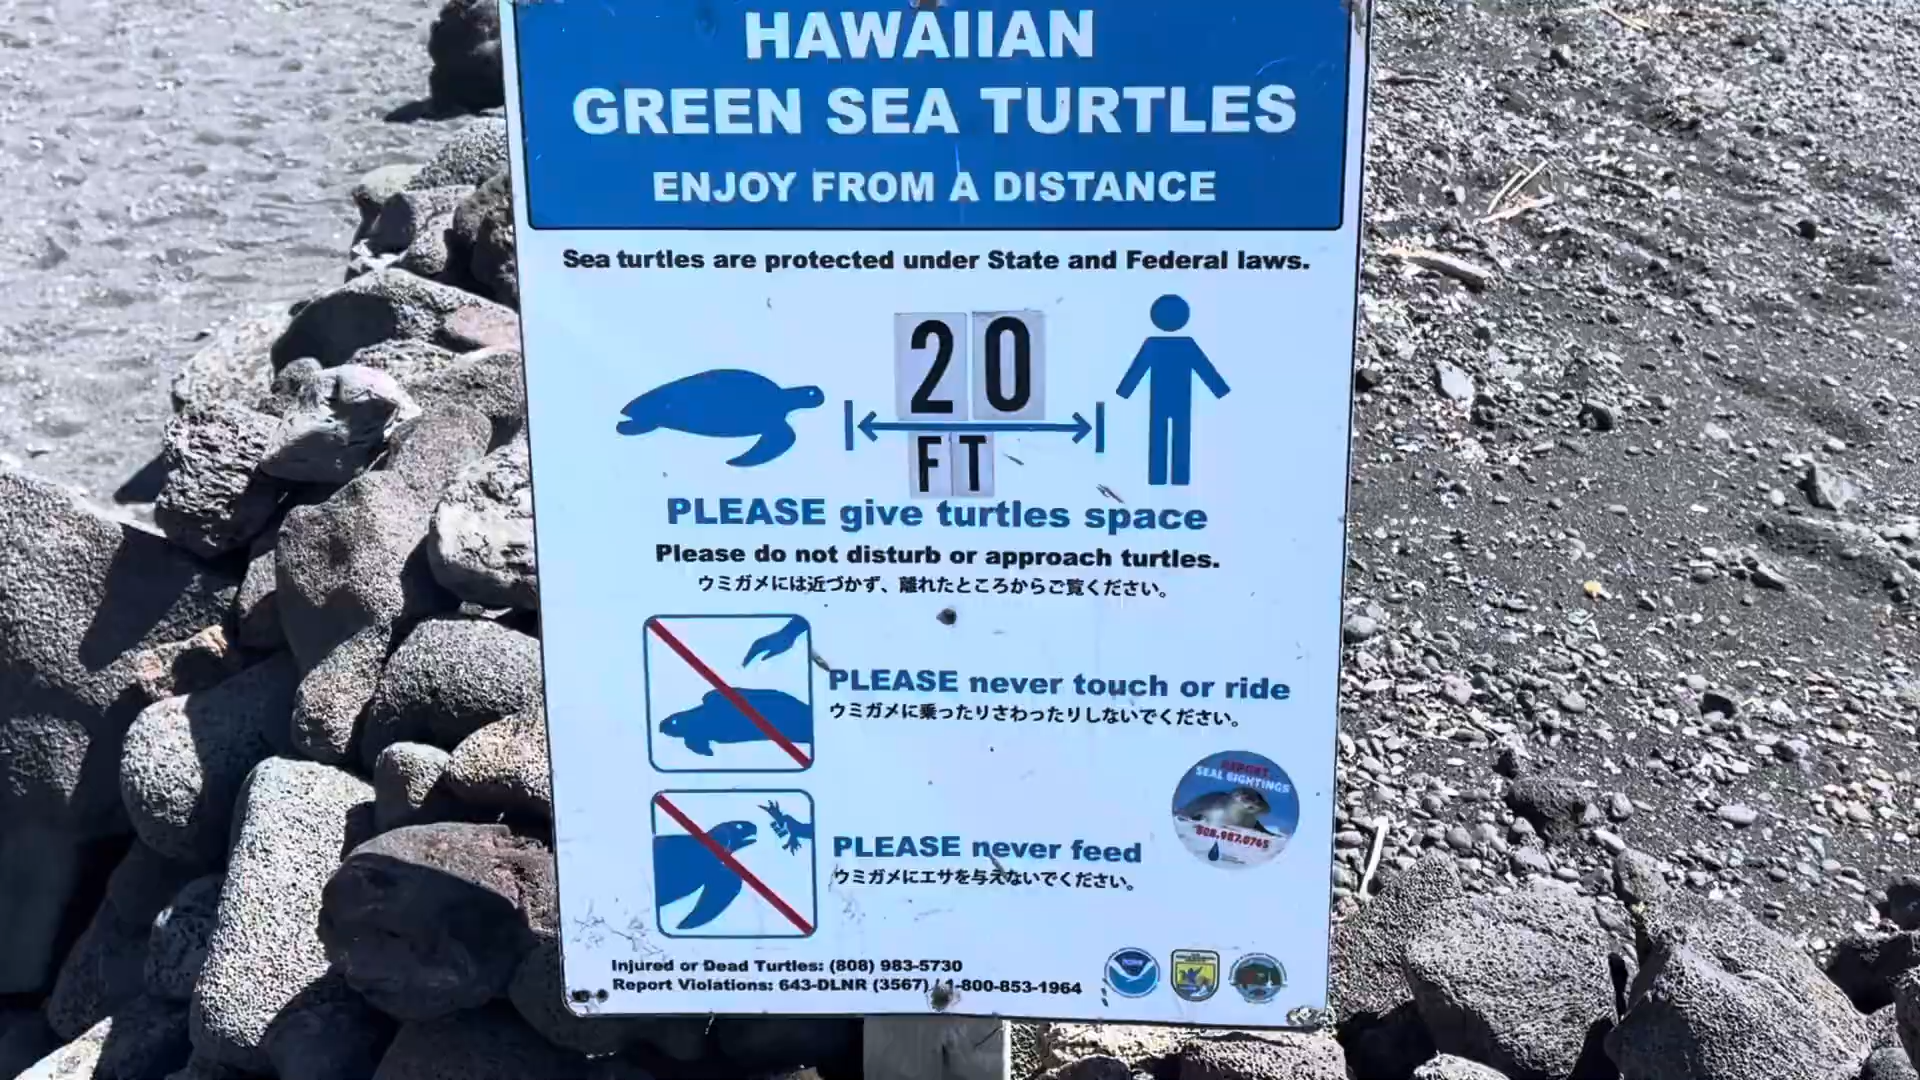 HAWAIIAN
GREEN SEA TURTLES
ENJOY FROM A DISTANCE
Sea turtles are protected under State and Federal laws.
20
FT
PLEASE give turtles space
Please do not disturb or approach turtles.
ウミガメには近づかず、離れたところからご覧ください。
PLEASE never touch or ride
ウミガメに乗ったりさわったりしないでください。
REPORT
SEAL SIGHTINGS
808.987.0765
PLEASE never feed
ウミガメにエサを与えないでください。
Injured or Dead Turtles: (808) 983-5730
Report Violations: 643-DLNR (3567) / 1-800-853-1964